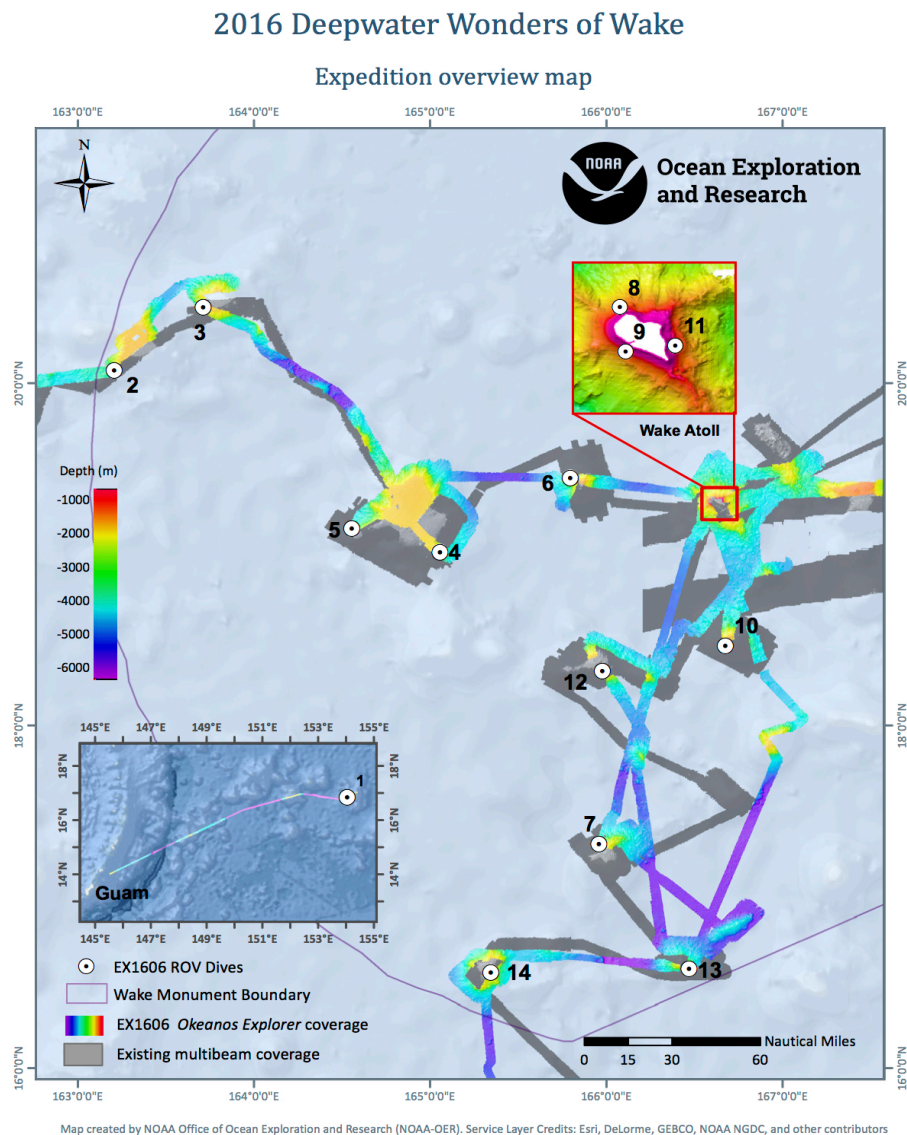 2016 Deepwater Wonders of Wake
Expedition overview map
163°0'0"E 164°0'0"E 165°0'0"E 166°0'0"E 167°0'0"E
N
NOAA
Ocean Exploration
and Research
8
9
11
Wake Atoll
3
2
20°0'0"N
20°0'0"N
Depth (m)
-1000
-2000
-3000
-4000
-5000
-6000
6
5
4
10
12
18°0'0"N
18°0'0"N
145°E 147°E 149°E 151°E 153°E 155°E
18°N
16°N
14°N
18°N
16°N
14°N
1
Guam
145°E 147°E 149°E 151°E 153°E 155°E
7
13
14
EX1606 ROV Dives
Wake Monument Boundary
EX1606 Okeanos Explorer coverage
Existing multibeam coverage
Nautical Miles
0 15 30 60
16°0'0"N
16°0'0"N
163°0'0"E 164°0'0"E 165°0'0"E 166°0'0"E 167°0'0"E
Map created by NOAA Office of Ocean Exploration and Research (NOAA-OER). Service Layer Credits: Esri, DeLorme, GEBCO, NOAA NGDC, and other contributors